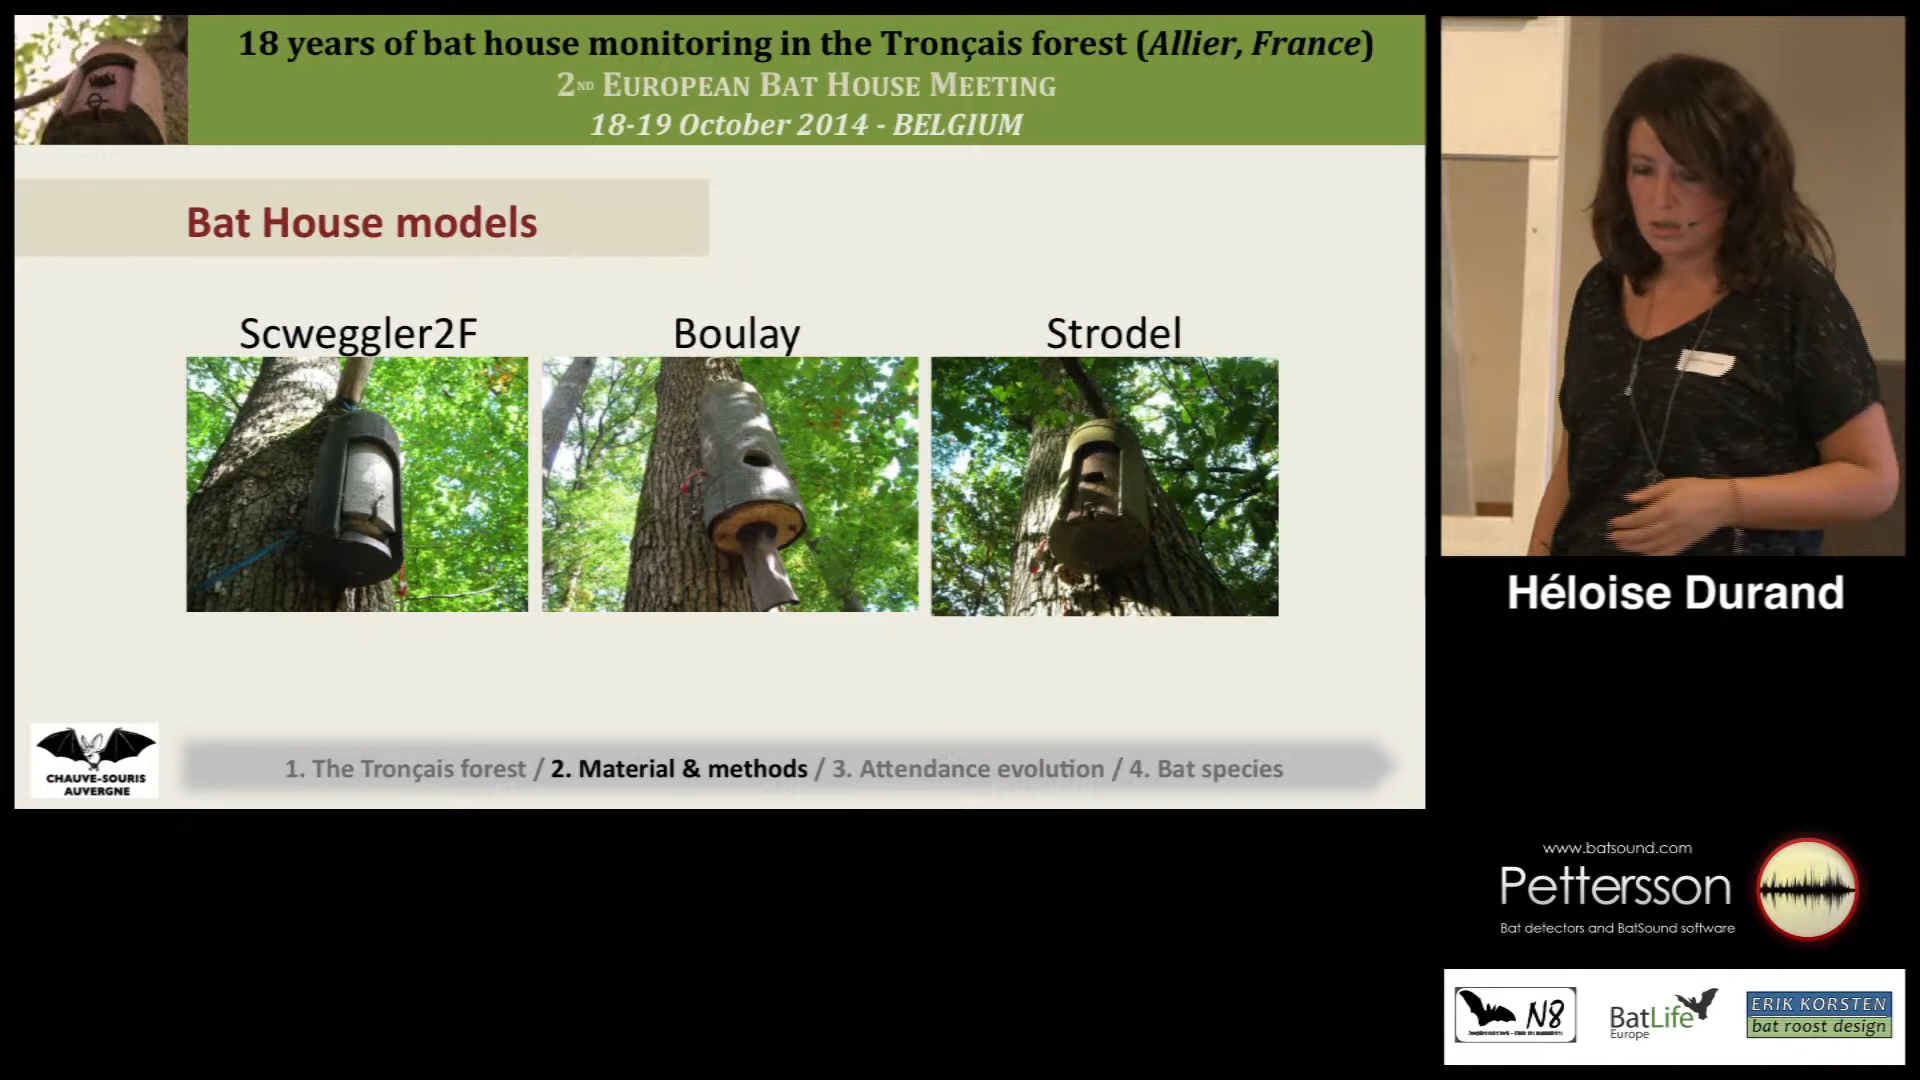 18 years of bat house monitoring in the Tronçais forest (Allier, France)
2ND EUROPEAN BAT HOUSE MEETING
18-19 October 2014 - BELGIUM
Bat House models
Scweggler2F
Boulay
Strodel
CHAUVE-SOURIS
AUVERGNE
1. The Tronçais forest / 2. Material & methods / 3. Attendance evolution / 4. Bat species
Héloise Durand
www.batsound.com
Pettersson
Bat detectors and BatSound software
N8
BatLife
Europe
ERIK KORSTEN
bat roost design